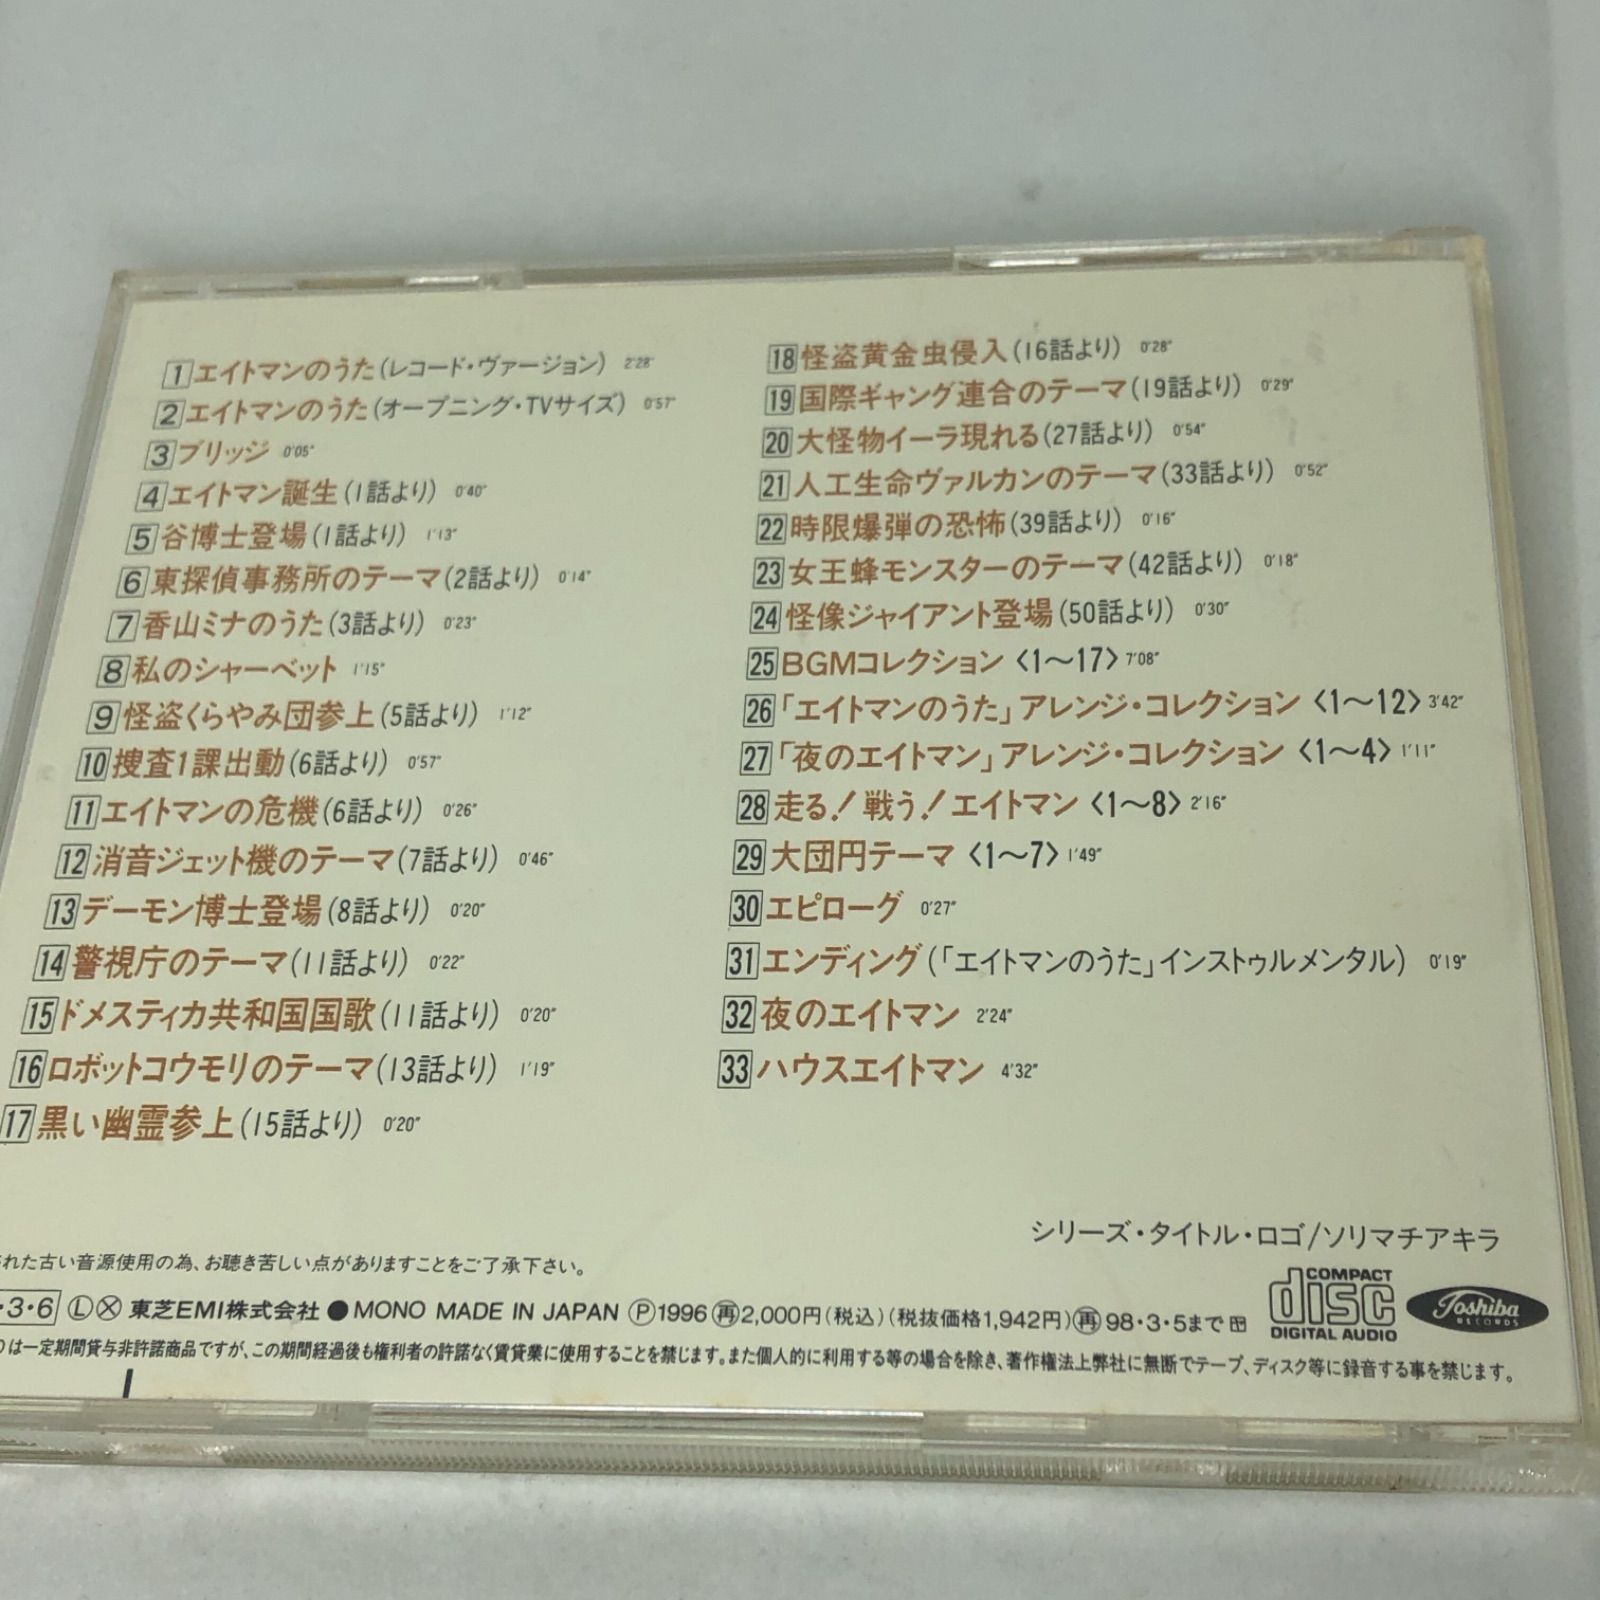 1 エイトマンのうた(レコード・ヴァージョン) 2'28"
2 エイトマンのうた(オープニング・TVサイズ) 0'57"
3 ブリッジ 0'05"
4 エイトマン誕生(1話より) 0'40"
5 谷博士登場(1話より) 1'13"
6 東探偵事務所のテーマ(2話より) 0'14"
7 香山ミナのうた(3話より) 0'23"
8 私のシャーベット 1'15"
9 怪盗くらやみ団参上(5話より) 1'12"
10 捜査1課出動(6話より) 0'57"
11 エイトマンの危機(6話より) 0'26"
12 消音ジェット機のテーマ(7話より) 0'46"
13 デーモン博士登場(8話より) 0'20"
14 警視庁のテーマ(11話より) 0'22"
15 ドメスティカ共和国国歌(11話より) 0'20"
16 ロボットコウモリのテーマ(13話より) 1'19"
17 黒い幽霊参上(15話より) 0'20"
18 怪盗黄金虫侵入(16話より) 0'28"
19 国際ギャング連合のテーマ(19話より) 0'29"
20 大怪物イーラ現れる(27話より) 0'54"
21 人工生命ヴァルカンのテーマ(33話より) 0'52"
22 時限爆弾の恐怖(39話より) 0'16"
23 女王蜂モンスターのテーマ(42話より) 0'18"
24 怪像ジャイアント登場(50話より) 0'30"
25 BGMコレクション〈1〜17〉7'08"
26 「エイトマンのうた」アレンジ・コレクション〈1〜12〉3'42"
27 「夜のエイトマン」アレンジ・コレクション〈1〜4〉1'11"
28 走る!戦う!エイトマン〈1〜8〉2'16"
29 大団円テーマ〈1〜7〉1'49"
30 エピローグ 0'27"
31 エンディング(「エイトマンのうた」インストゥルメンタル) 0'19"
32 夜のエイトマン 2'24"
33 ハウスエイトマン 4'32"
シリーズ・タイトル・ロゴ/ソリマチアキラ
れた古い音源使用の為、お聴き苦しい点がありますことをご了承下さい。
・3・6 Ⓛ Ⓧ 東芝EMI株式会社 ●MONO MADE IN JAPAN Ⓟ1996 ㊢2,000円(税込)(税抜価格1,942円)㊢98・3・5まで
COMPACT disc DIGITAL AUDIO
Toshiba RECORDS
は一定期間貸与非許諾商品ですが、この期間経過後も権利者の許諾なく賃貸業に使用することを禁じます。また個人的に利用する等の場合を除き、著作権法上弊社に無断でテープ、ディスク等に録音する事を禁じます。